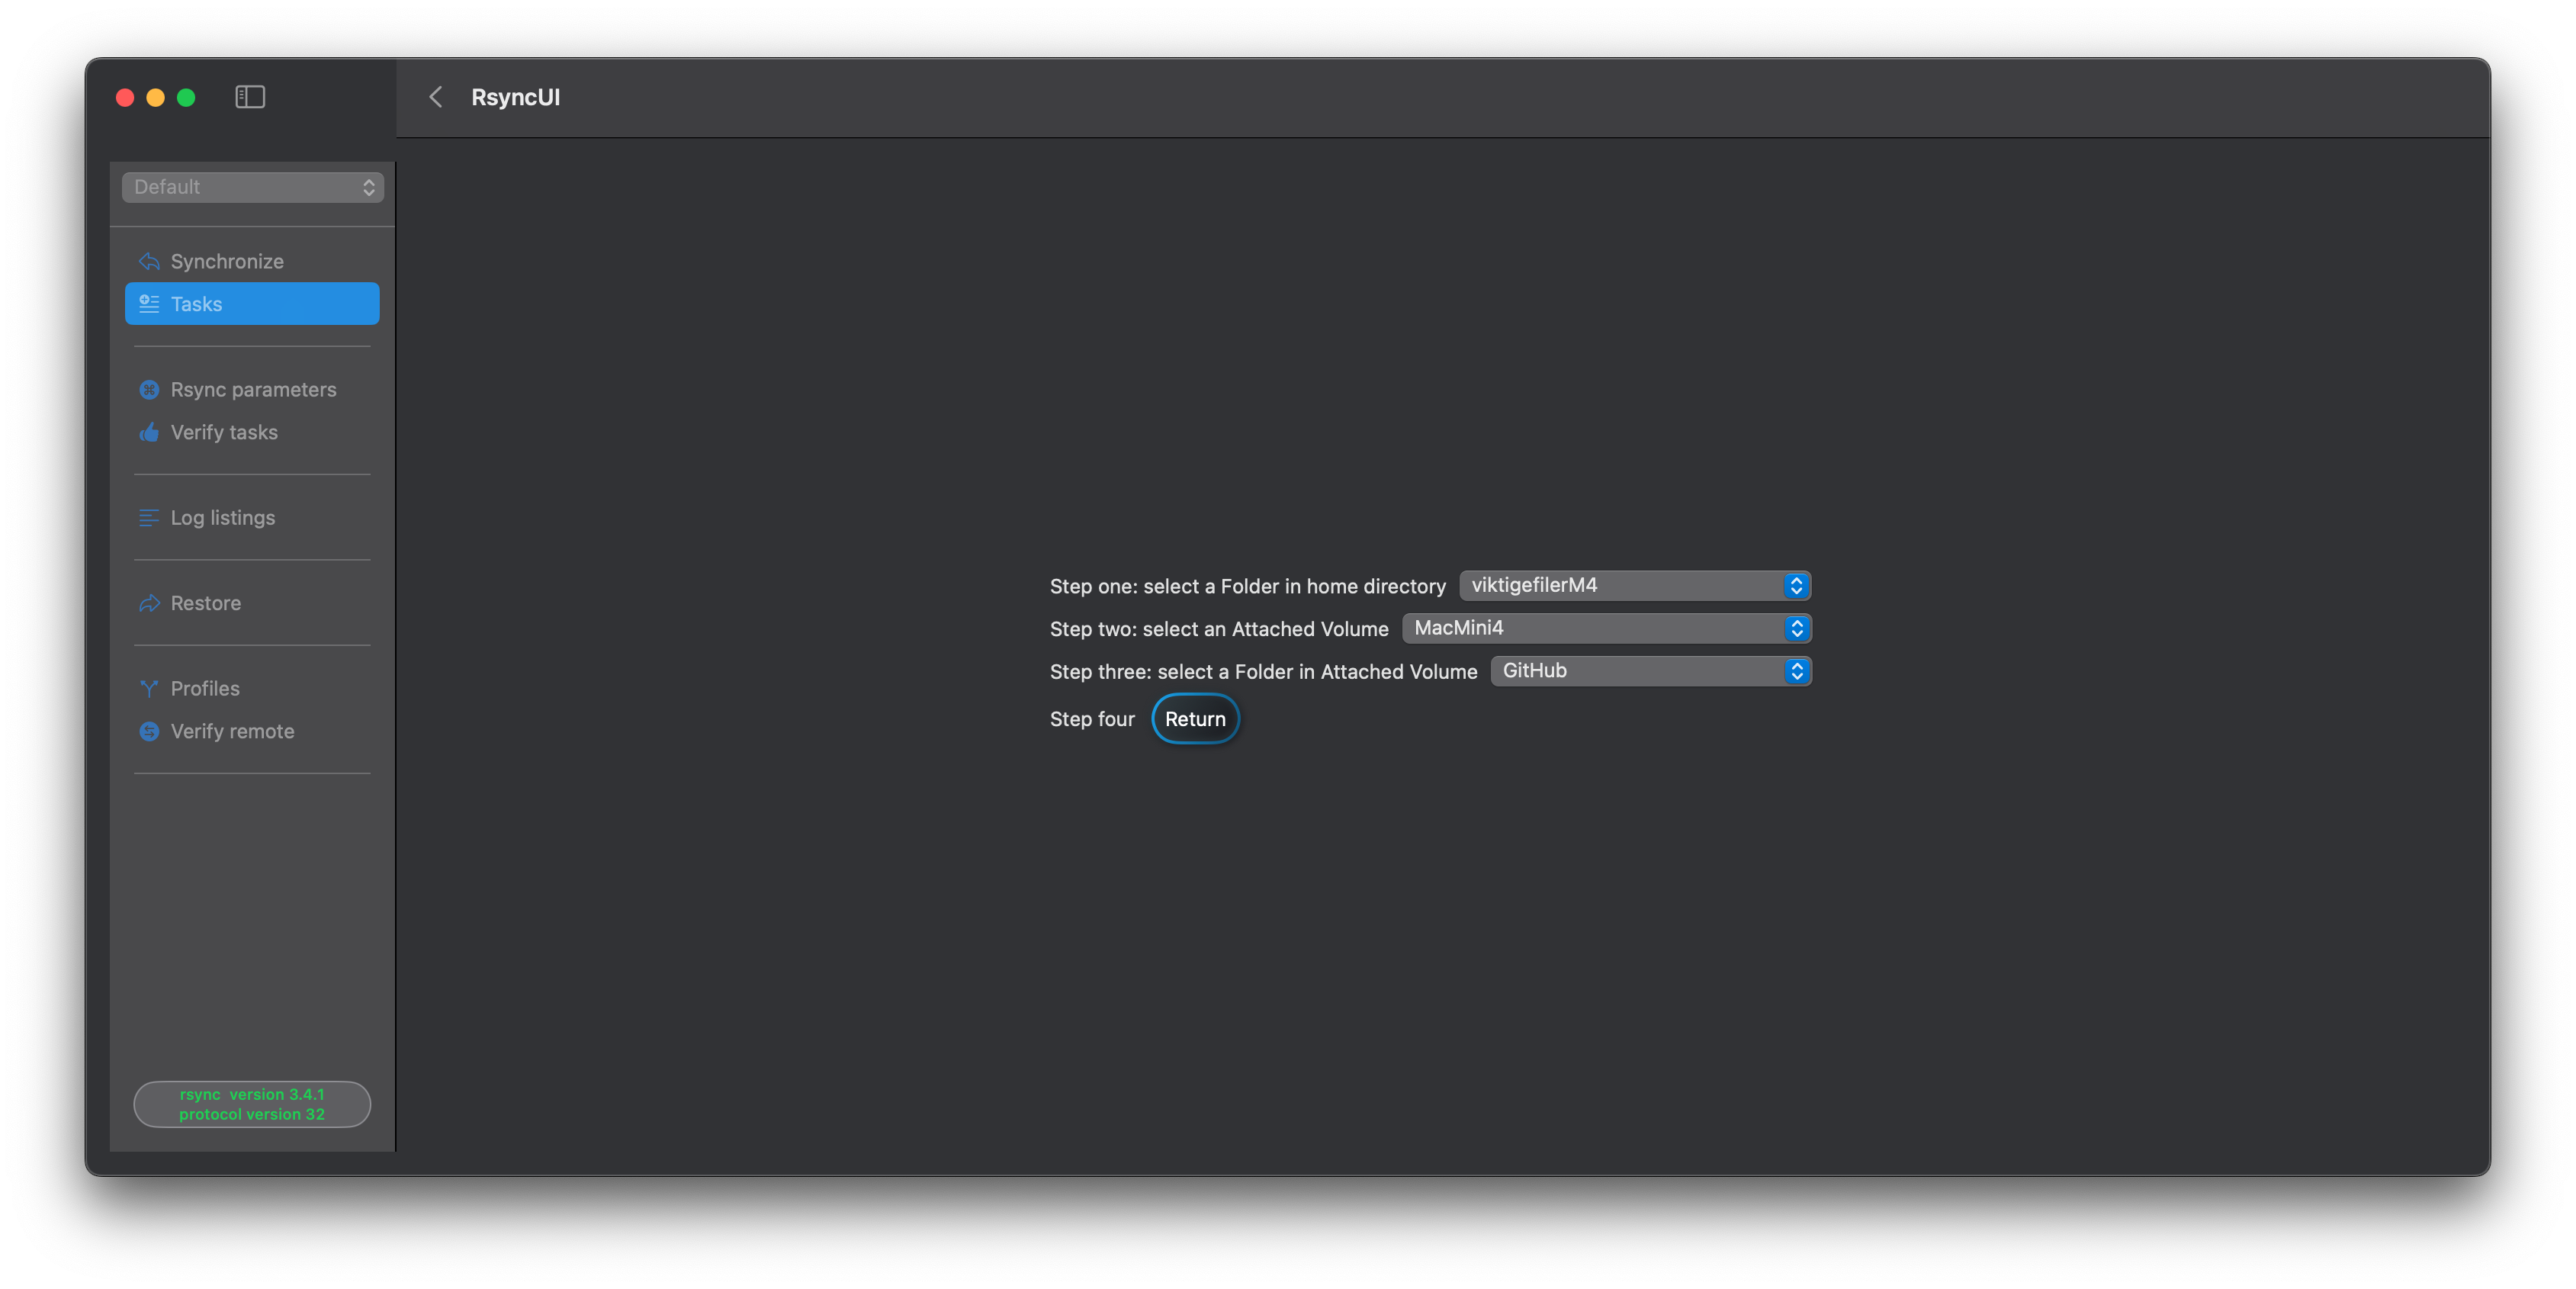 RsyncUI
Default
Synchronize
Tasks
Rsync parameters
Verify tasks
Log listings
Restore
Profiles
Verify remote
rsync  version 3.4.1
protocol version 32
Step one: select a Folder in home directory viktigefilerM4
Step two: select an Attached Volume MacMini4
Step three: select a Folder in Attached Volume GitHub
Step four Return